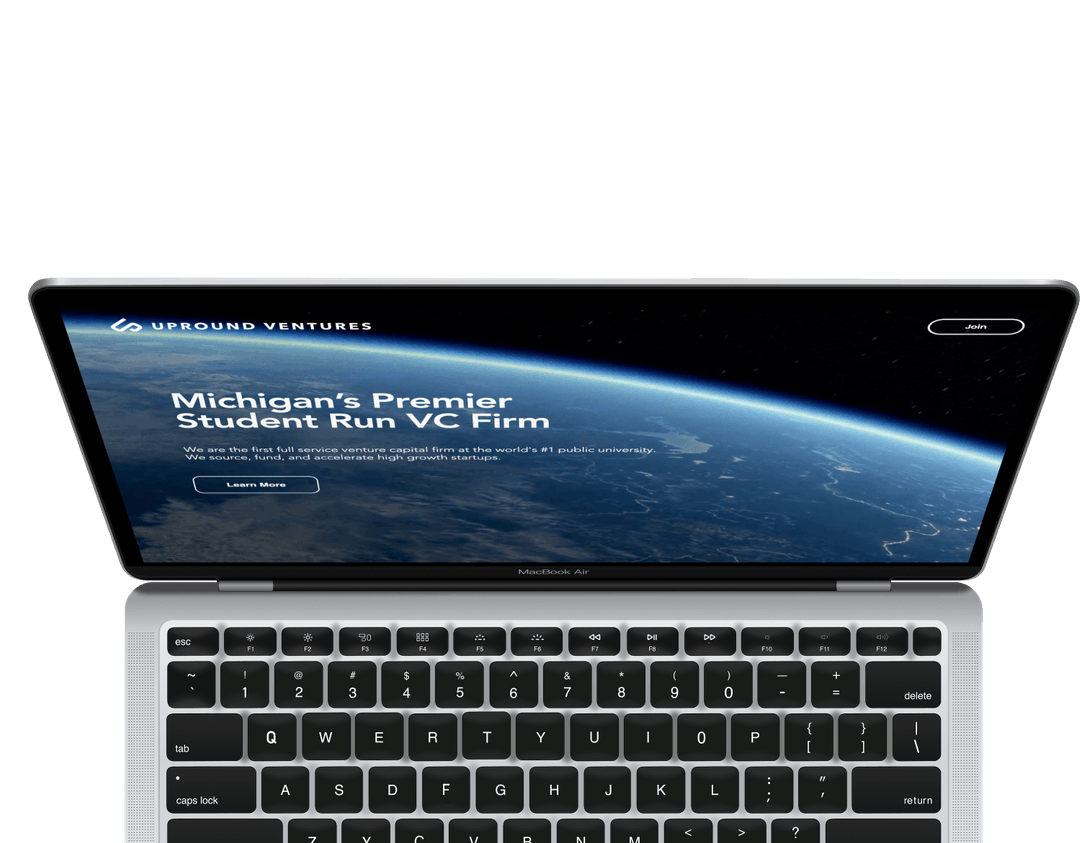 UPROUND VENTURES
Join
Michigan's Premier
Student Run VC Firm
We are the first full service venture capital firm at the world's #1 public university.
We source, fund, and accelerate high growth startups.
Learn More
MacBook Air
esc F1 F2 F3 F4 F5 F6 F7 F8 F10 F11 F12
~ ! @ # $ % ^ & * ( ) — +
` 1 2 3 4 5 6 7 8 9 0 - = delete
{ } |
tab Q W E R T Y U I O P [ ] \
: "
caps lock A S D F G H J K L ; , return
< > ?
Z X C V B N M